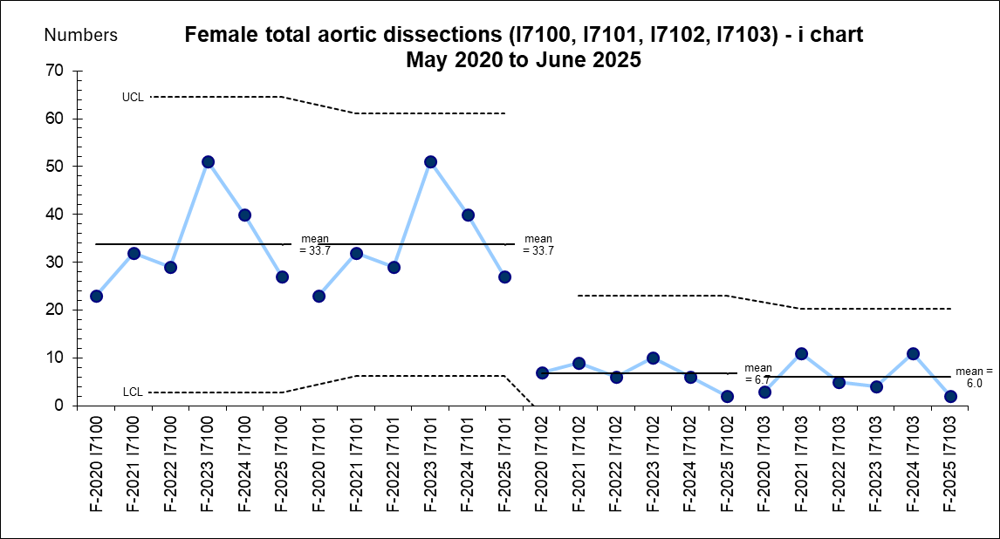 Numbers
Female total aortic dissections (I7100, I7101, I7102, I7103) - i chart
May 2020 to June 2025
70
60
50
40
30
20
10
0
UCL
LCL
mean
= 33.7
mean
= 33.7
mean
= 6.7
mean =
6.0
F-2020 I7100
F-2021 I7100
F-2022 I7100
F-2023 I7100
F-2024 I7100
F-2025 I7100
F-2020 I7101
F-2021 I7101
F-2022 I7101
F-2023 I7101
F-2024 I7101
F-2025 I7101
F-2020 I7102
F-2021 I7102
F-2022 I7102
F-2023 I7102
F-2024 I7102
F-2025 I7102
F-2020 I7103
F-2021 I7103
F-2022 I7103
F-2023 I7103
F-2024 I7103
F-2025 I7103